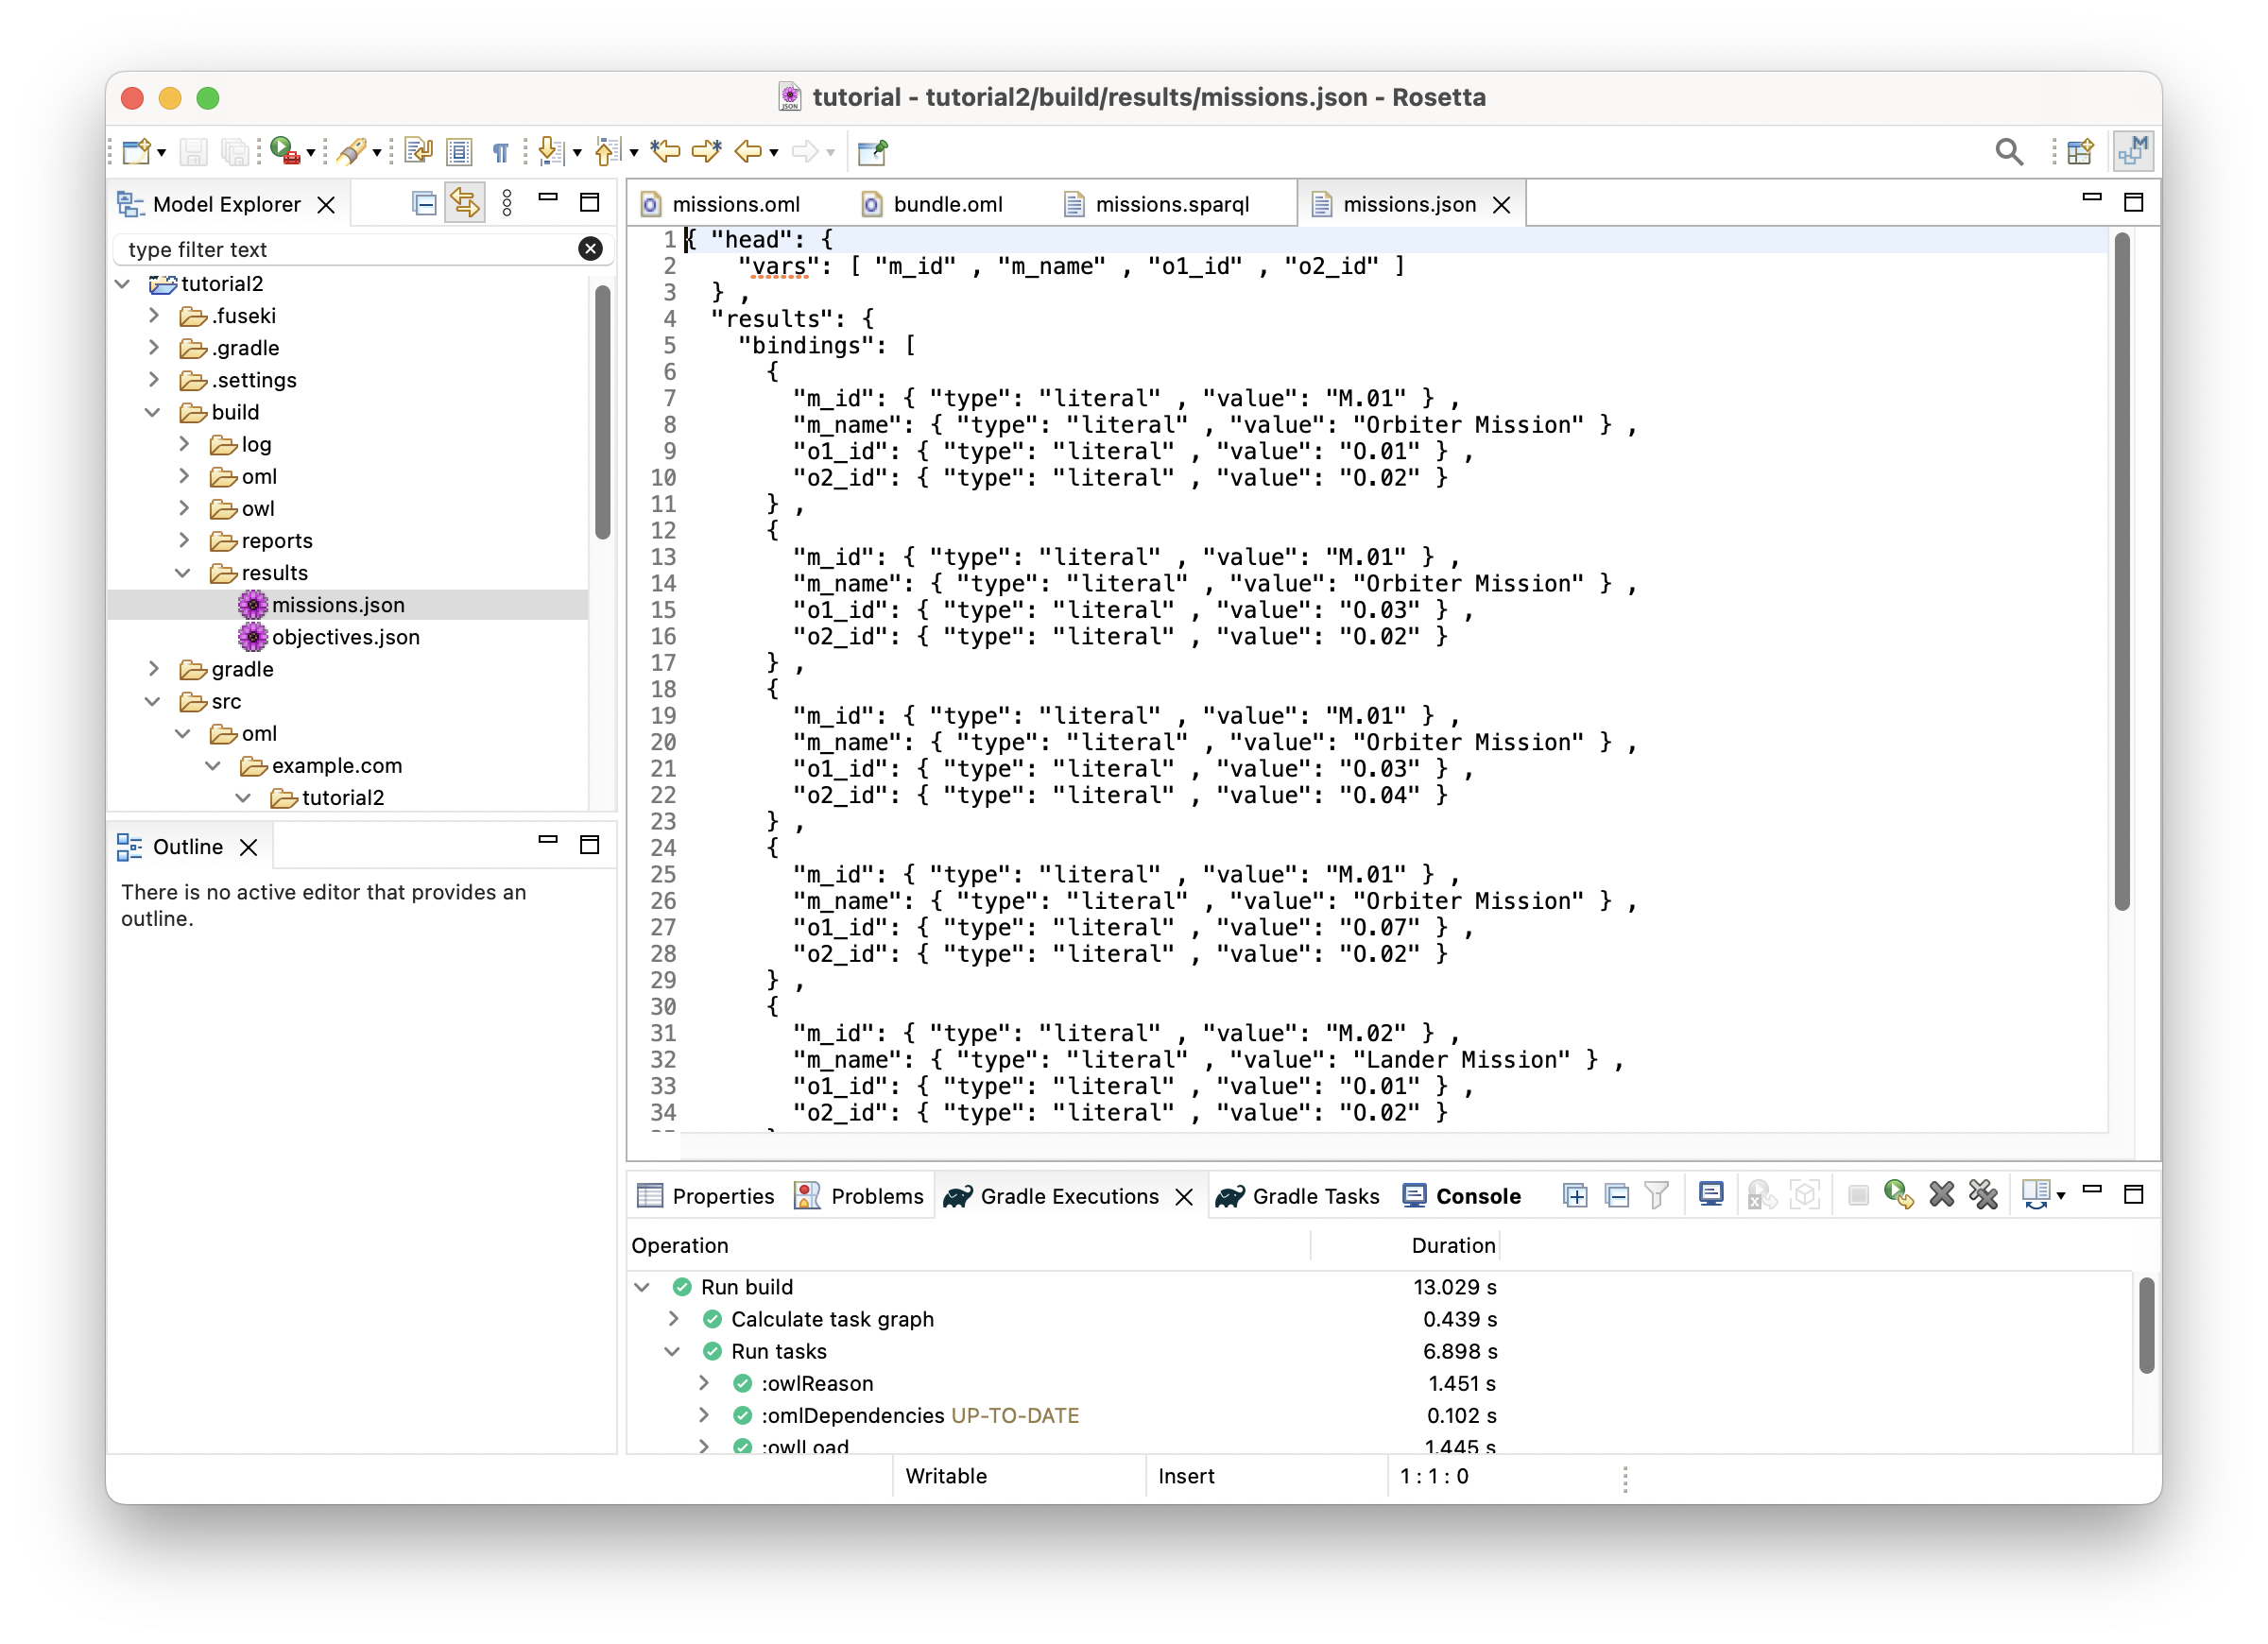 tutorial - tutorial2/build/results/missions.json - Rosetta
Model Explorer
type filter text
tutorial2
.fuseki
.gradle
.settings
build
log
oml
owl
reports
results
missions.json
objectives.json
gradle
src
oml
example.com
tutorial2
Outline
There is no active editor that provides an
outline.
missions.oml bundle.oml missions.sparql missions.json
1 { "head": {
2 "vars": [ "m_id" , "m_name" , "o1_id" , "o2_id" ]
3 } ,
4 "results": {
5 "bindings": [
6 {
7 "m_id": { "type": "literal" , "value": "M.01" } ,
8 "m_name": { "type": "literal" , "value": "Orbiter Mission" } ,
9 "o1_id": { "type": "literal" , "value": "O.01" } ,
10 "o2_id": { "type": "literal" , "value": "O.02" }
11 } ,
12 {
13 "m_id": { "type": "literal" , "value": "M.01" } ,
14 "m_name": { "type": "literal" , "value": "Orbiter Mission" } ,
15 "o1_id": { "type": "literal" , "value": "O.03" } ,
16 "o2_id": { "type": "literal" , "value": "O.02" }
17 } ,
18 {
19 "m_id": { "type": "literal" , "value": "M.01" } ,
20 "m_name": { "type": "literal" , "value": "Orbiter Mission" } ,
21 "o1_id": { "type": "literal" , "value": "O.03" } ,
22 "o2_id": { "type": "literal" , "value": "O.04" }
23 } ,
24 {
25 "m_id": { "type": "literal" , "value": "M.01" } ,
26 "m_name": { "type": "literal" , "value": "Orbiter Mission" } ,
27 "o1_id": { "type": "literal" , "value": "O.07" } ,
28 "o2_id": { "type": "literal" , "value": "O.02" }
29 } ,
30 {
31 "m_id": { "type": "literal" , "value": "M.02" } ,
32 "m_name": { "type": "literal" , "value": "Lander Mission" } ,
33 "o1_id": { "type": "literal" , "value": "O.01" } ,
34 "o2_id": { "type": "literal" , "value": "O.02" }
Properties Problems Gradle Executions Gradle Tasks Console
Operation Duration
Run build 13.029 s
Calculate task graph 0.439 s
Run tasks 6.898 s
:owlReason 1.451 s
:omlDependencies UP-TO-DATE 0.102 s
:owlLoad 1.445 s
Writable Insert 1 : 1 : 0